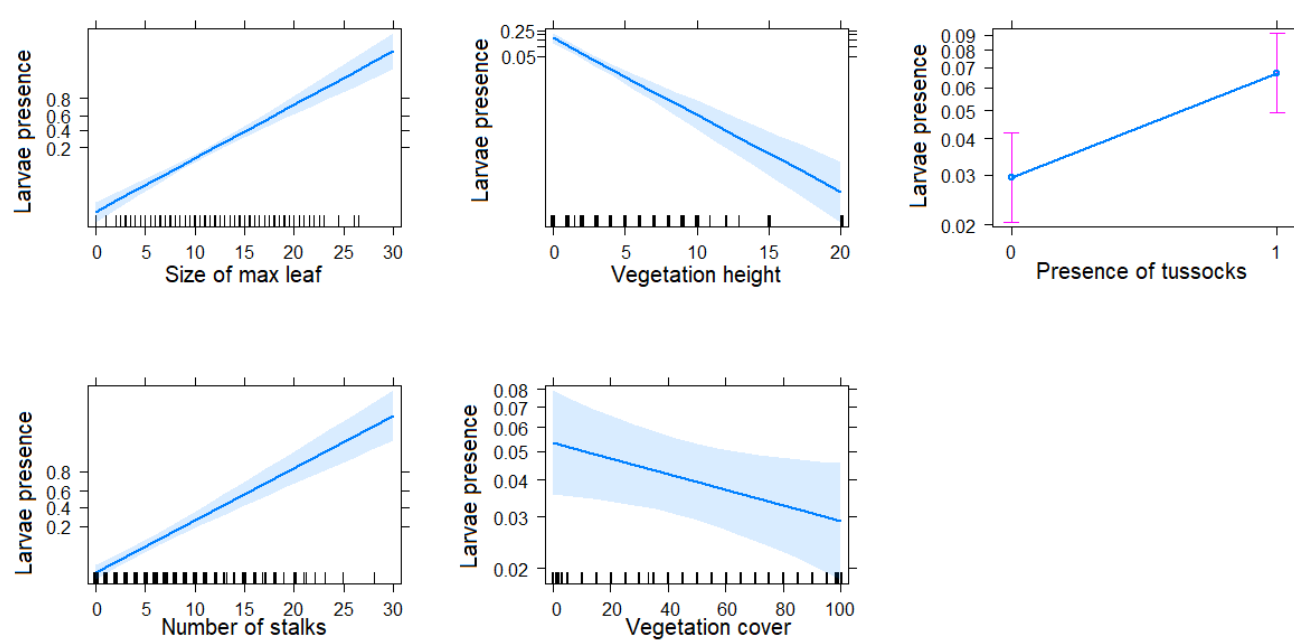 Larvae presence
0.8
0.6
0.4
0.2
0 5 10 15 20 25 30
Size of max leaf
Larvae presence
0.25
0.05
0 5 10 15 20
Vegetation height
Larvae presence
0.09
0.08
0.07
0.06
0.05
0.04
0.03
0.02
0 1
Presence of tussocks
Larvae presence
0.8
0.6
0.4
0.2
0 5 10 15 20 25 30
Number of stalks
Larvae presence
0.08
0.07
0.06
0.05
0.04
0.03
0.02
0 20 40 60 80 100
Vegetation cover